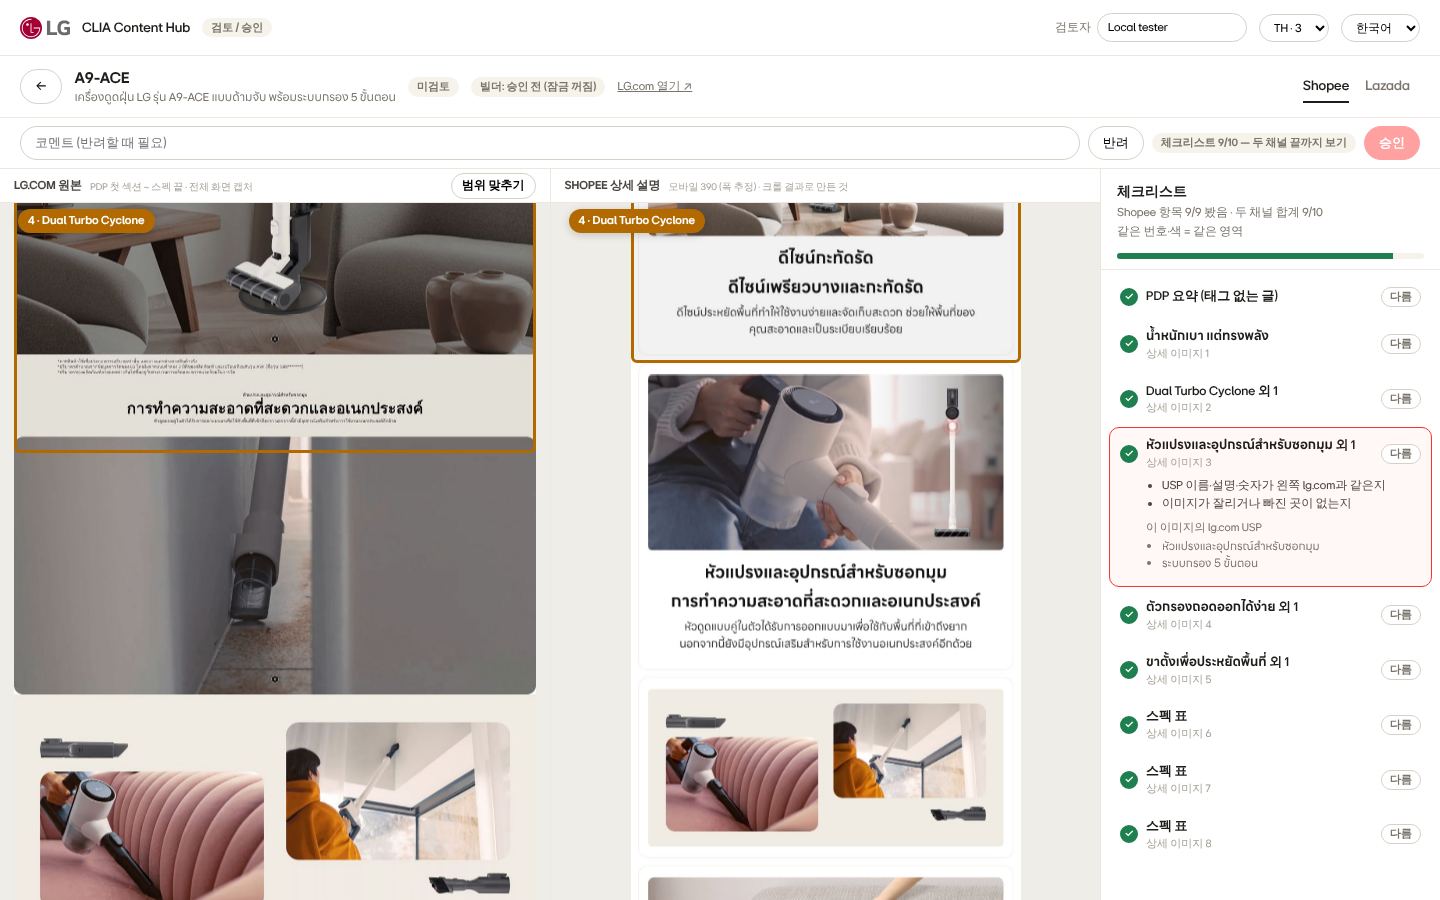 LG
CLIA Content Hub
검토 / 승인
검토자
Local tester
TH · 3
한국어
A9-ACE
เครื่องดูดฝุ่น LG รุ่น A9-ACE แบบด้ามจับ พร้อมระบบกรอง 5 ขั้นตอน
미검토
빌더: 승인 전 (잠금 꺼짐)
LG.com 열기 ↗
Shopee
Lazada
코멘트 (반려할 때 필요)
반려
체크리스트 9/10 — 두 채널 끝까지 보기
승인
LG.COM 원본
PDP 첫 섹션 ~ 스펙 끝 · 전체 화면 캡처
범위 맞추기
4 · Dual Turbo Cyclone
การทำความสะอาดที่สะดวกและอเนกประสงค์
SHOPEE 상세 설명
모바일 390 (폭 추정) · 크롤 결과로 만든 것
4 · Dual Turbo Cyclone
ดีไซน์กะทัดรัด
ดีไซน์เพรียวบางและกะทัดรัด
ดีไซน์ประหยัดพื้นที่ทำให้ใช้งานง่ายและจัดเก็บสะดวก ช่วยให้พื้นที่ของ
คุณสะอาดและเป็นระเบียบเรียบร้อย
หัวแปรงและอุปกรณ์สำหรับซอกมุม
การทำความสะอาดที่สะดวกและอเนกประสงค์
หัวดูดแบบคู่ในตัวได้รับการออกแบบมาเพื่อใช้กับพื้นที่ที่เข้าถึงยาก
นอกจากนี้ยังมีอุปกรณ์เสริมสำหรับการใช้งานอเนกประสงค์อีกด้วย
체크리스트
Shopee 항목 9/9 봤음 · 두 채널 합계 9/10
같은 번호·색 = 같은 영역
PDP 요약 (태그 없는 글)
다름
น้ำหนักเบา แต่ทรงพลัง
상세 이미지 1
다름
Dual Turbo Cyclone 외 1
상세 이미지 2
다름
หัวแปรงและอุปกรณ์สำหรับซอกมุม 외 1
상세 이미지 3
다름
USP 이름·설명·숫자가 왼쪽 lg.com과 같은지
이미지가 잘리거나 빠진 곳이 없는지
이 이미지의 lg.com USP
หัวแปรงและอุปกรณ์สำหรับซอกมุม
ระบบกรอง 5 ขั้นตอน
ตัวกรองถอดออกได้ง่าย 외 1
상세 이미지 4
다름
ขาตั้งเพื่อประหยัดพื้นที่ 외 1
상세 이미지 5
다름
스펙 표
상세 이미지 6
다름
스펙 표
상세 이미지 7
다름
스펙 표
상세 이미지 8
다름